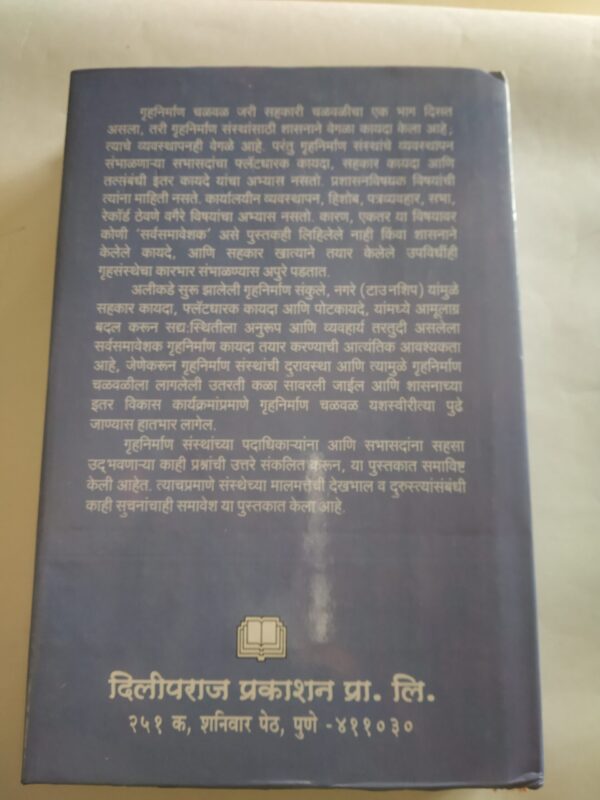 गृहनिर्माण चळवळ जरी सहकारी चळवळीचा एक भाग दिसत
असला, तरी गृहनिर्माण संस्थांसाठी शासनाने वेगळा कायदा केला आहे;
त्याचे व्यवस्थापनही वेगळे आहे. परंतु गृहनिर्माण संस्थांचे व्यवस्थापन
संभाळणाऱ्या सभासदांचा फ्लॅटधारक कायदा, सहकार कायदा आणि
तत्संबंधी इतर कायदे यांचा अभ्यास नसतो. प्रशासनविषयक विषयांची
त्यांना माहिती नसते. कार्यालयीन व्यवस्थापन, हिशोब, पत्रव्यवहार, सभा,
रेकॉर्ड ठेवणे वगैरे विषयांचा अभ्यास नसतो. कारण, एकतर या विषयावर
कोणी 'सर्वसमावेशक' असे पुस्तकही लिहिलेले नाही किंवा शासनाने
केलेले कायदे, आणि सहकार खात्याने तयार केलेले उपविधींही
गृहसंस्थेचा कारभार संभाळण्यास अपुरे पडतात.
अलीकडे सुरू झालेली गृहनिर्माण संकुले, नगरे (टाउनशिप) यांमुळे
सहकार कायदा, फ्लॅटधारक कायदा आणि पोटकायदे, यांमध्ये आमूलाग्र
बदल करून सद्य:स्थितीला अनुरूप आणि व्यवहार्य तरतुदी असलेला
सर्वसमावेशक गृहनिर्माण कायदा तयार करण्याची आत्यंतिक आवश्यकता
आहे, जेणेकरून गृहनिर्माण संस्थांची दुरावस्था आणि त्यामुळे गृहनिर्माण
चळवळीला लागलेली उतरती कळा सावरली जाईल आणि शासनाच्या
इतर विकास कार्यक्रमांप्रमाणे गृहनिर्माण चळवळ यशस्वीरीत्या पुढे
जाण्यास हातभार लागेल.
गृहनिर्माण संस्थांच्या पदाधिकाऱ्यांना आणि सभासदांना सहसा
उद्‌भवणाऱ्या काही प्रश्नांची उत्तरे संकलित करून, या पुस्तकात समाविष्ट
केली आहेत. त्याचप्रमाणे संस्थेच्या मालमत्तेची देखभाल व दुरुस्त्यांसंबंधी
काही सुचनांचाही समावेश या पुस्तकात केला आहे.
दिलीपराज प्रकाशन प्रा. लि.
२५१ क, शनिवार पेठ, पुणे -४११०३०